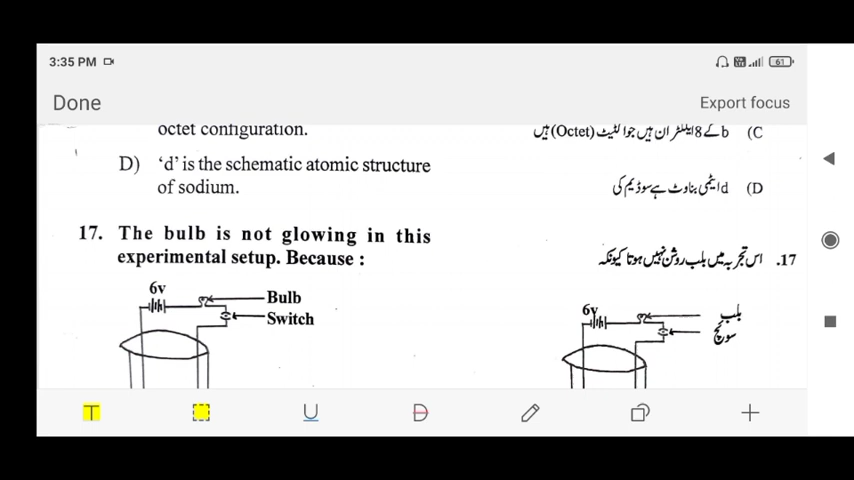 3:35 PM
61
Done
Export focus
octet configuration.
D) ‘d’ is the schematic atomic structure
of sodium.
17. The bulb is not glowing in this
experimental setup. Because :
6v
Bulb
Switch
C) b کے 8 ایلکٹران ہیں جو اکٹیٹ (Octet) ہیں
D) d ایٹمی بناوٹ ہے سوڈیم کی
17. اس تجربہ میں بلب روشن نہیں ہوتا کیونکہ
6v
بلب
سوئچ